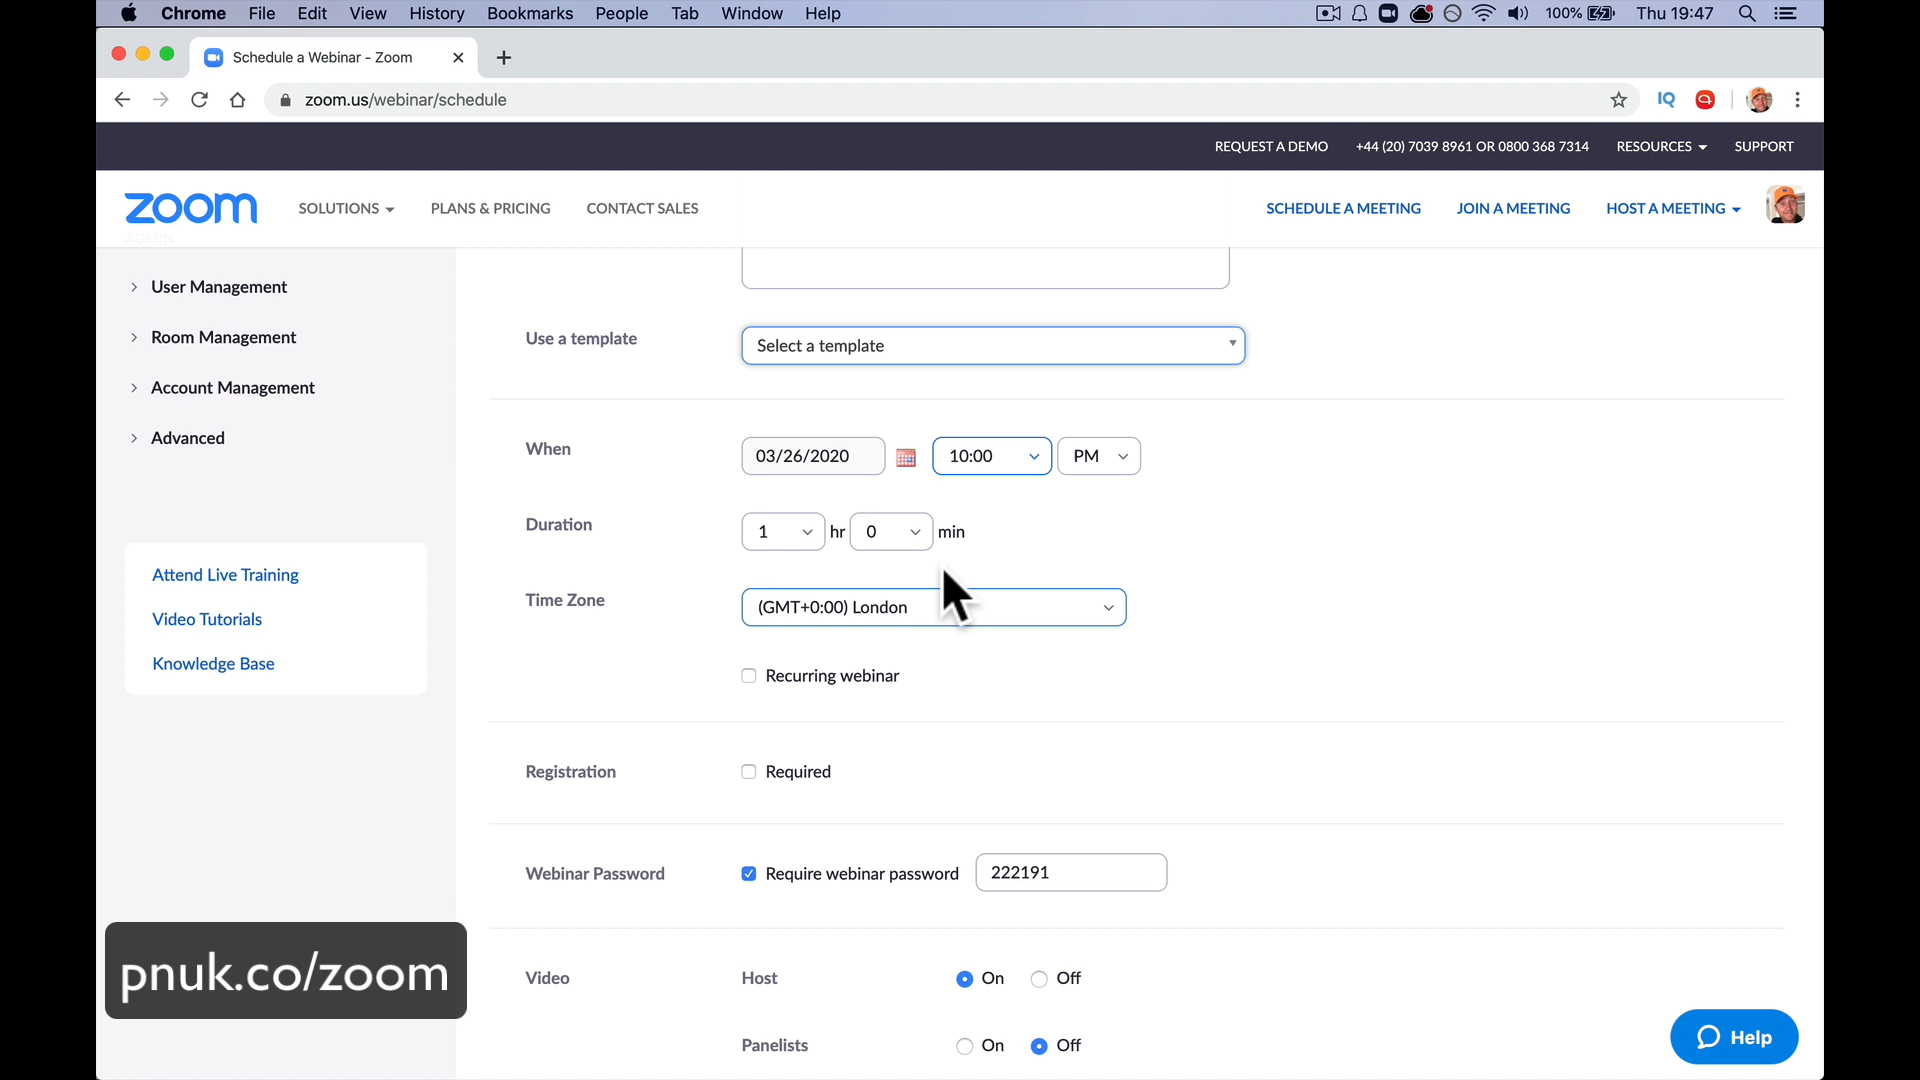 Chrome File Edit View History Bookmarks People Tab Window Help 100% Thu 19:47
Schedule a Webinar - Zoom
zoom.us/webinar/schedule IQ
REQUEST A DEMO +44 (20) 7039 8961 OR 0800 368 7314 RESOURCES SUPPORT
zoom SOLUTIONS PLANS & PRICING CONTACT SALES SCHEDULE A MEETING JOIN A MEETING HOST A MEETING
ADMIN
User Management
Room Management
Account Management
Advanced
Attend Live Training
Video Tutorials
Knowledge Base
Use a template Select a template
When 03/26/2020 10:00 PM
Duration 1 hr 0 min
Time Zone (GMT+0:00) London
Recurring webinar
Registration Required
Webinar Password Require webinar password 222191
Video Host On Off
Panelists On Off
pnuk.co/zoom
Help